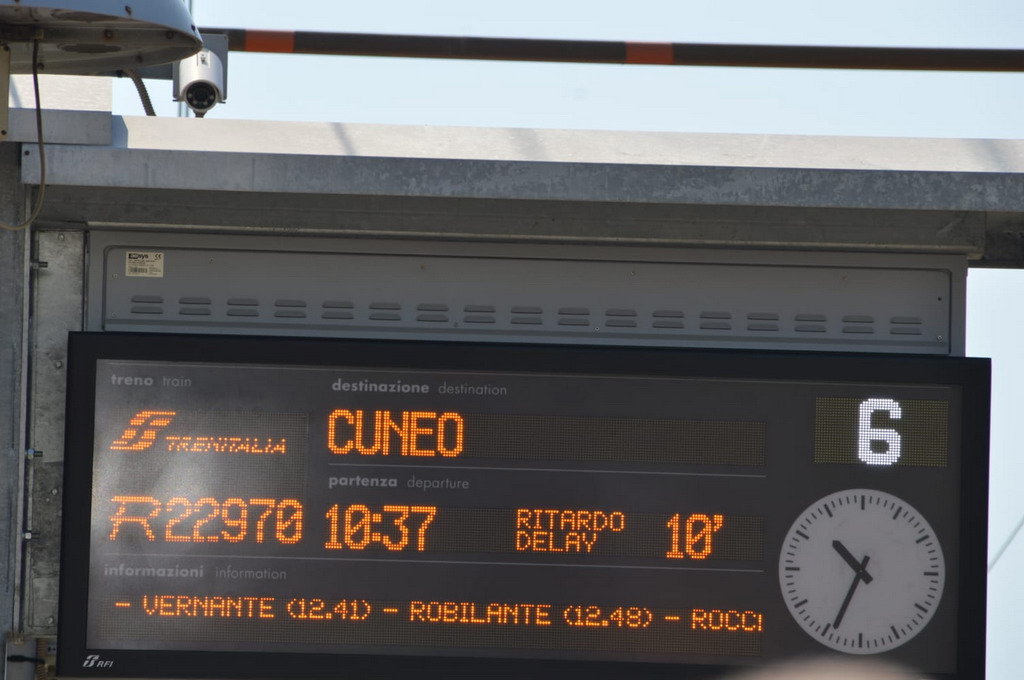 treno train
destinazione destination
TRENITALIA
CUNEO
6
partenza departure
R22970
10:37
RITARDO
DELAY
10'
informazioni information
- VERNANTE (12.41) - ROBILANTE (12.48) - ROCC
RFI